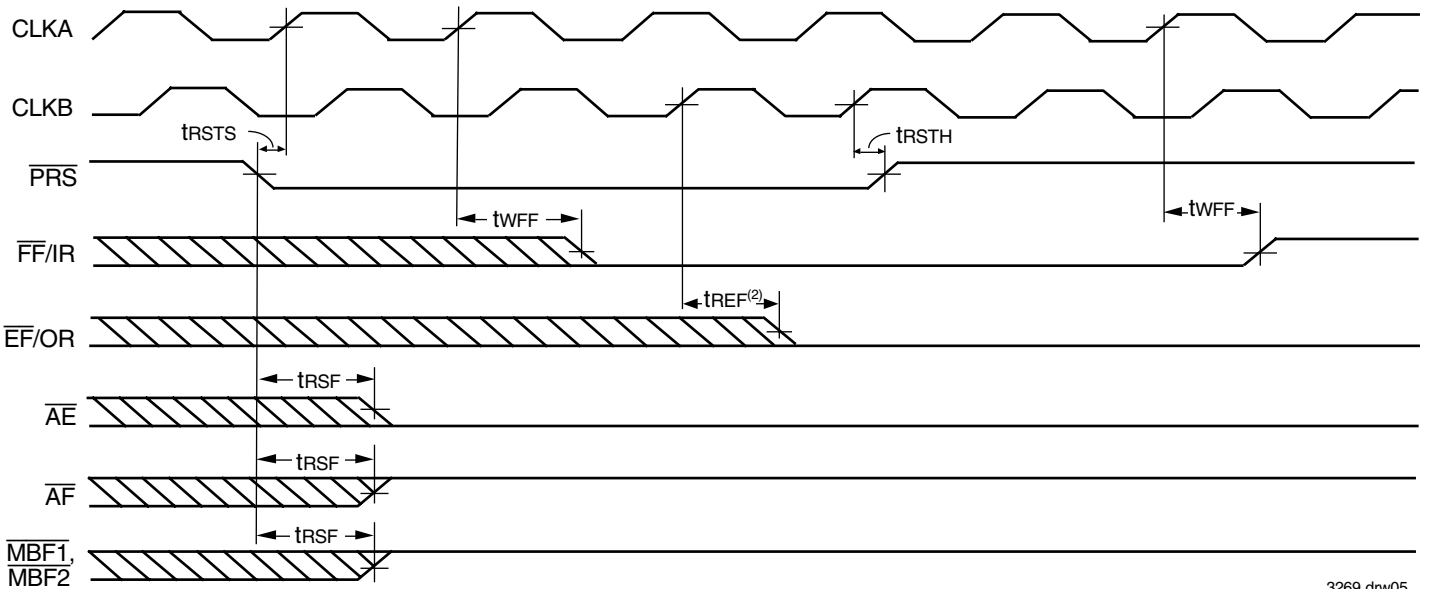 CLKA
CLKB
tRSTS
tRSTH
PRS
tWFF
tWFF
FF/IR
tREF(2)
EF/OR
tRSF
AE
tRSF
AF
tRSF
MBF1,
MBF2
3269 drw05